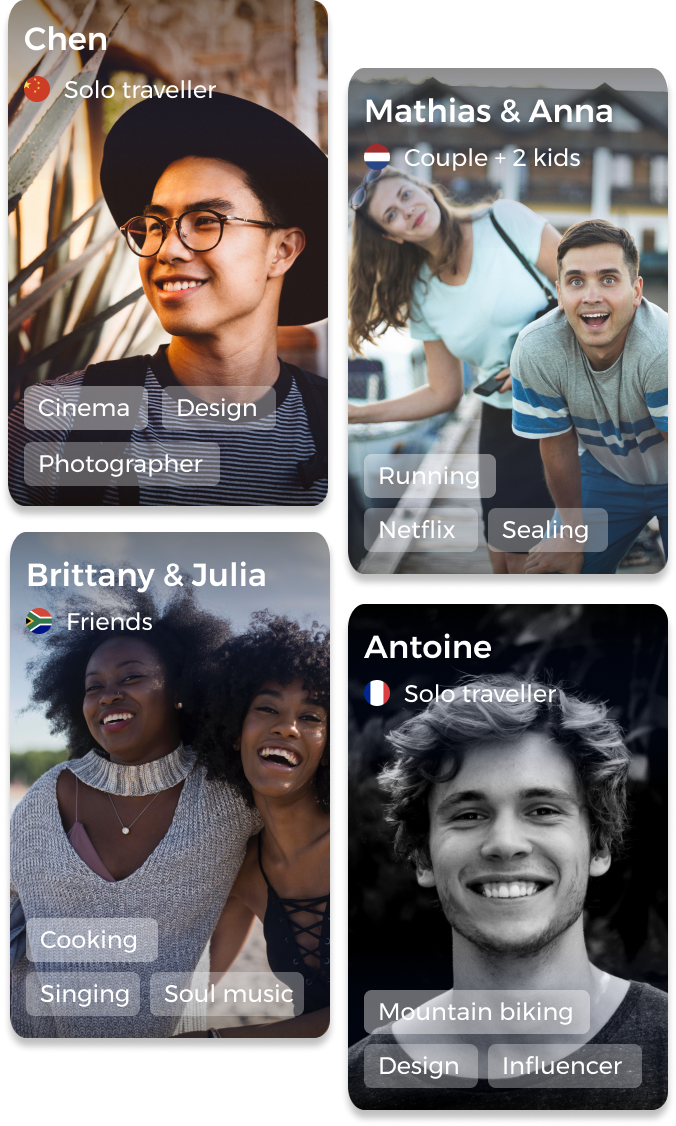 Chen
Solo traveller
Cinema
Design
Photographer
Mathias & Anna
Couple + 2 kids
Running
Netflix
Sealing
Brittany & Julia
Friends
Cooking
Singing
Soul music
Antoine
Solo traveller
Mountain biking
Design
Influencer